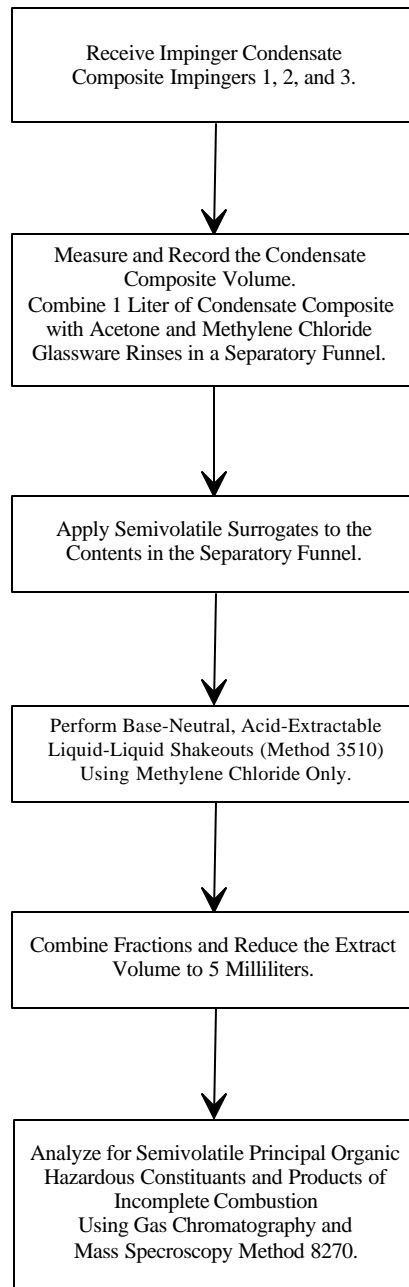 Receive Impinger Condensate
Composite Impingers 1, 2, and 3.
Measure and Record the Condensate
Composite Volume.
Combine 1 Liter of Condensate Composite
with Acetone and Methylene Chloride
Glassware Rinses in a Separatory Funnel.
Apply Semivolatile Surrogates to the
Contents in the Separatory Funnel.
Perform Base-Neutral, Acid-Extractable
Liquid-Liquid Shakeouts (Method 3510)
Using Methylene Chloride Only.
Combine Fractions and Reduce the Extract
Volume to 5 Milliliters.
Analyze for Semivolatile Principal Organic
Hazardous Constituants and Products of
Incomplete Combustion
Using Gas Chromatography and
Mass Specroscopy Method 8270.